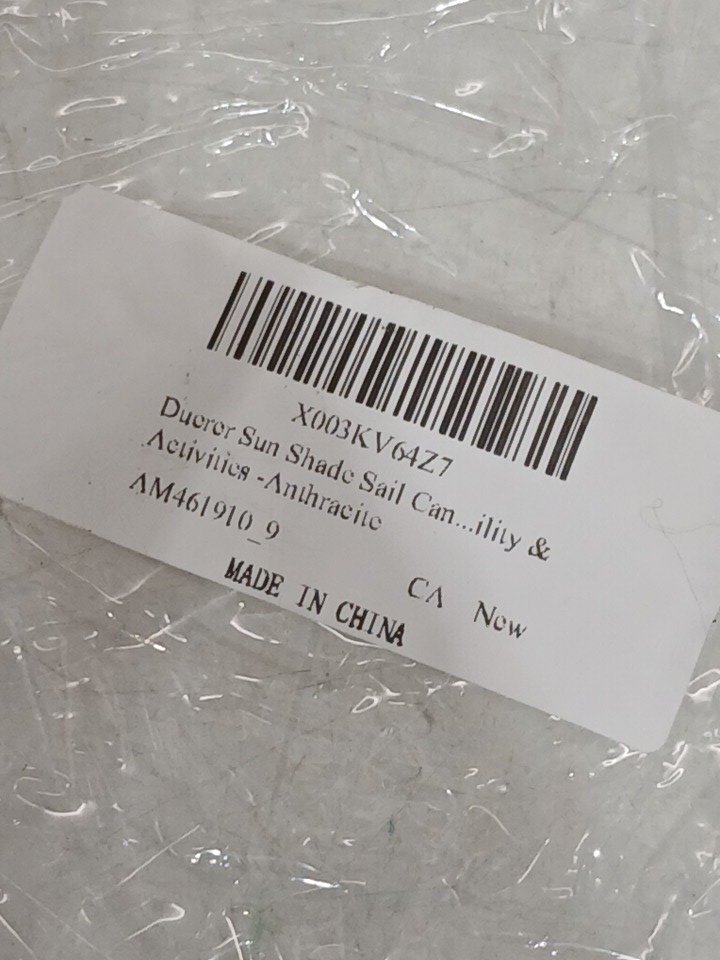 X003KV64Z7
Duerer Sun Shade Sail Can...ility &
Activities -Anthracite
AM461910_9
CA New
MADE IN CHINA